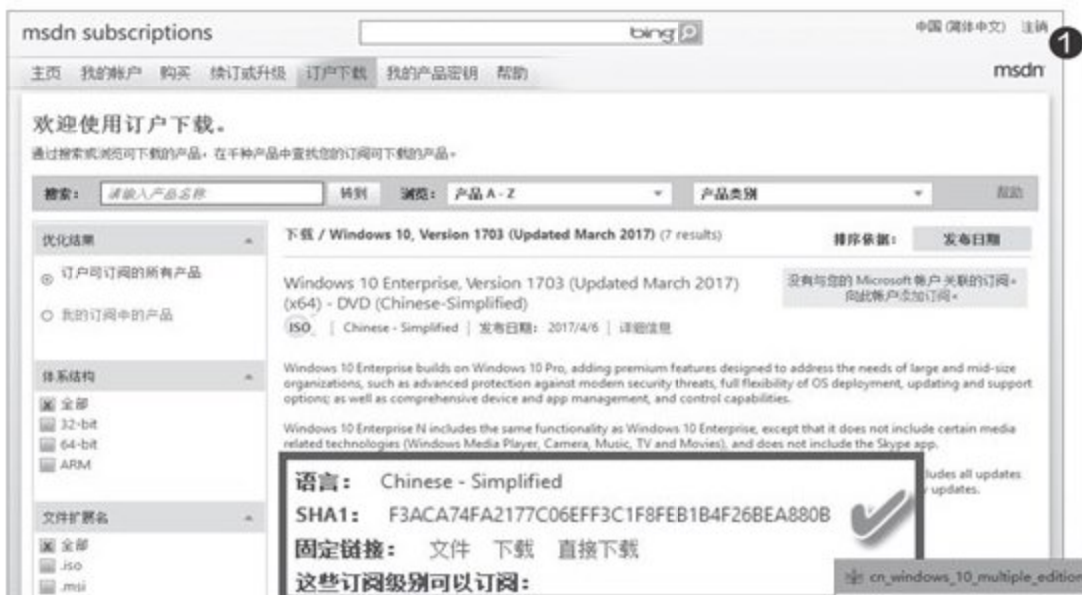 msdn subscriptions
bing
中国 (简体中文) 注销
1
主页 我的帐户 购买 续订或升级 订户下载 我的产品密钥 帮助
msdn
欢迎使用订户下载。
通过搜索或浏览可下载的产品，在千种产品中查找您的订阅可下载的产品。
搜索： 请输入产品名称 转到 浏览： 产品 A - Z 产品类别 帮助
优化结果
订户可订阅的所有产品
我的订阅中的产品
体系结构
全部
32-bit
64-bit
ARM
文件扩展名
全部
.iso
.msi
下载 / Windows 10, Version 1703 (Updated March 2017) (7 results)
排序依据： 发布日期
Windows 10 Enterprise, Version 1703 (Updated March 2017)
(x64) - DVD (Chinese-Simplified)
没有与您的 Microsoft 帐户关联的订阅。
向此帐户添加订阅。
ISO | Chinese - Simplified | 发布日期： 2017/4/6 | 详细信息
Windows 10 Enterprise builds on Windows 10 Pro, adding premium features designed to address the needs of large and mid-size
organizations, such as advanced protection against modern security threats, full flexibility of OS deployment, updating and support
options; as well as comprehensive device and app management, and control capabilities.
Windows 10 Enterprise N includes the same functionality as Windows 10 Enterprise, except that it does not include certain media
related technologies (Windows Media Player, Camera, Music, TV and Movies), and does not include the Skype app.
ludes all updates
updates.
语言： Chinese - Simplified
SHA1： F3ACA74FA2177C06EFF3C1F8FEB1B4F26BEA880B
固定链接： 文件 下载 直接下载
这些订阅级别可以订阅：
cn_windows_10_multiple_edition